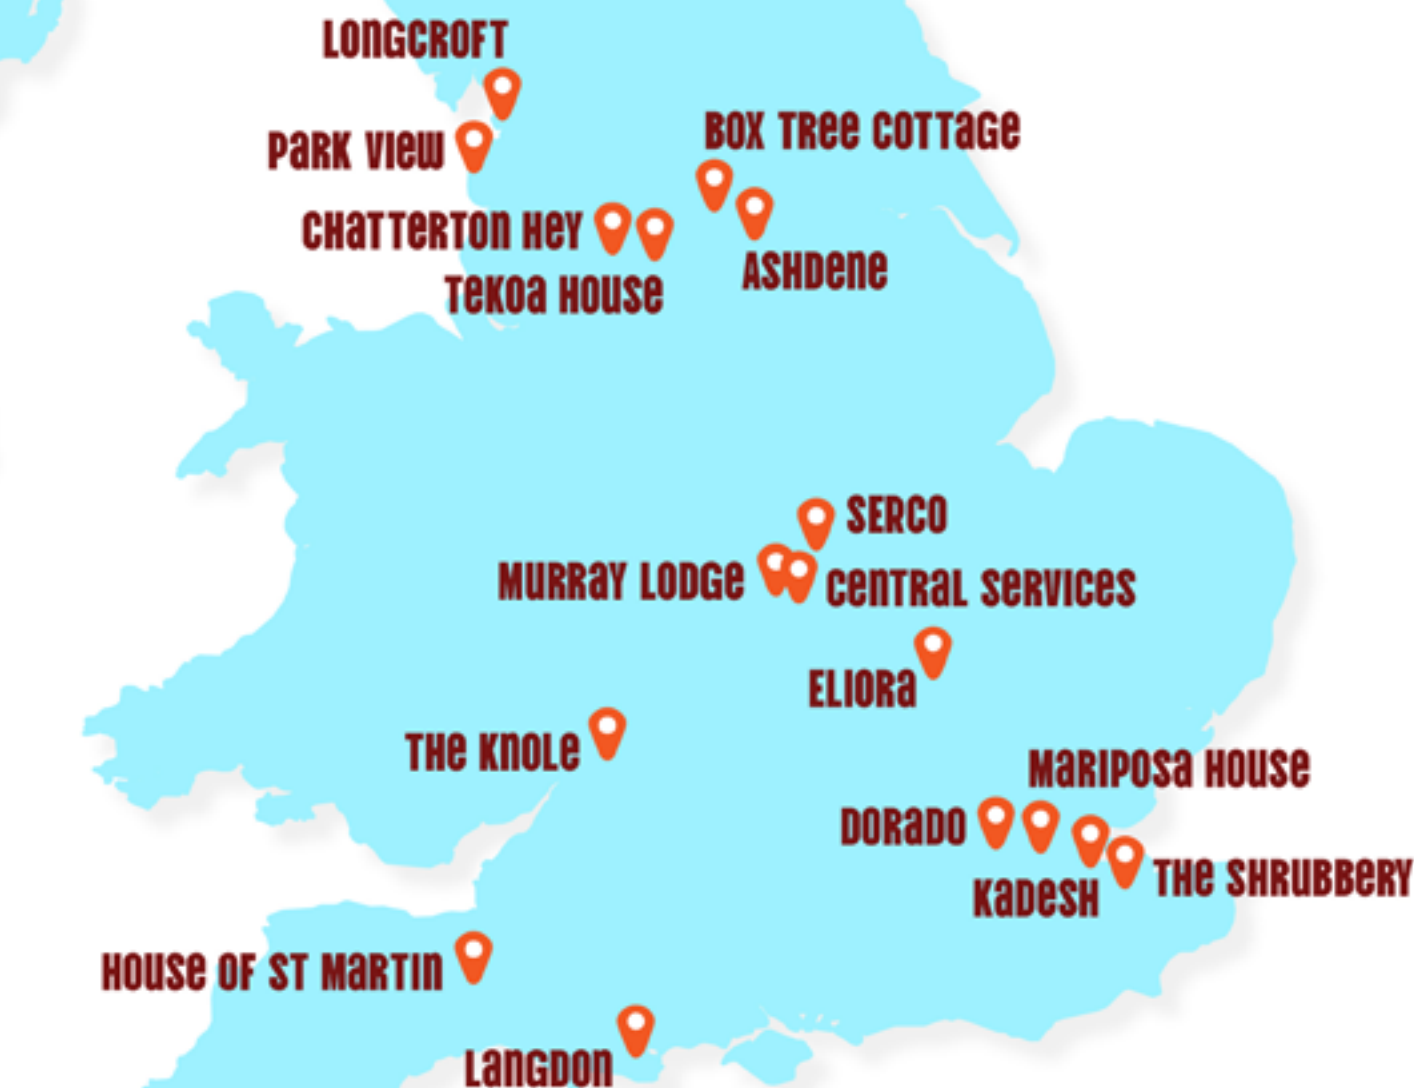 LONGCROFT
BOX TREE COTTAGE
PARK VIEW
CHATTERTON HEY
ASHDENE
TEKOA HOUSE
SERCO
MURRAY LODGE
CENTRAL SERVICES
ELIORA
THE KNOLE
MARIPOSA HOUSE
DORADO
THE SHRUBBERY
KADESH
HOUSE OF ST MARTIN
LANGDON